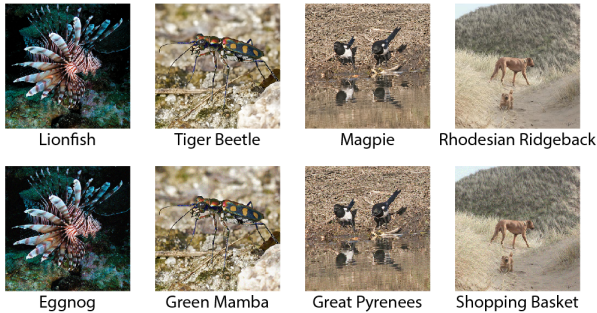 Lionfish
Tiger Beetle
Magpie
Rhodesian Ridgeback
Eggnog
Green Mamba
Great Pyrenees
Shopping Basket